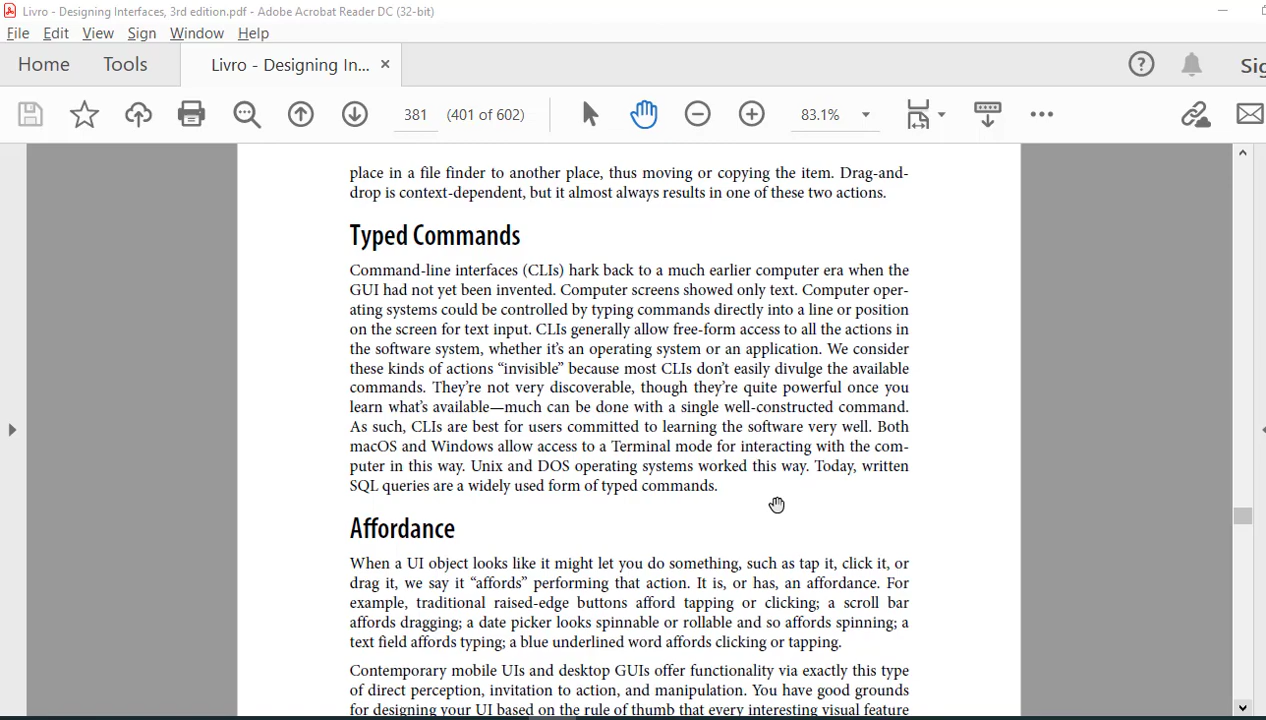 Livro - Designing Interfaces, 3rd edition.pdf - Adobe Acrobat Reader DC (32-bit)
File Edit View Sign Window Help
Home Tools Livro - Designing In... × ? Sig
381 (401 of 602) 83.1%
place in a file finder to another place, thus moving or copying the item. Drag-and-
drop is context-dependent, but it almost always results in one of these two actions.
Typed Commands
Command-line interfaces (CLIs) hark back to a much earlier computer era when the
GUI had not yet been invented. Computer screens showed only text. Computer oper-
ating systems could be controlled by typing commands directly into a line or position
on the screen for text input. CLIs generally allow free-form access to all the actions in
the software system, whether it’s an operating system or an application. We consider
these kinds of actions “invisible” because most CLIs don’t easily divulge the available
commands. They’re not very discoverable, though they’re quite powerful once you
learn what’s available—much can be done with a single well-constructed command.
As such, CLIs are best for users committed to learning the software very well. Both
macOS and Windows allow access to a Terminal mode for interacting with the com-
puter in this way. Unix and DOS operating systems worked this way. Today, written
SQL queries are a widely used form of typed commands.
Affordance
When a UI object looks like it might let you do something, such as tap it, click it, or
drag it, we say it “affords” performing that action. It is, or has, an affordance. For
example, traditional raised-edge buttons afford tapping or clicking; a scroll bar
affords dragging; a date picker looks spinnable or rollable and so affords spinning; a
text field affords typing; a blue underlined word affords clicking or tapping.
Contemporary mobile UIs and desktop GUIs offer functionality via exactly this type
of direct perception, invitation to action, and manipulation. You have good grounds
for designing your UI based on the rule of thumb that every interesting visual feature